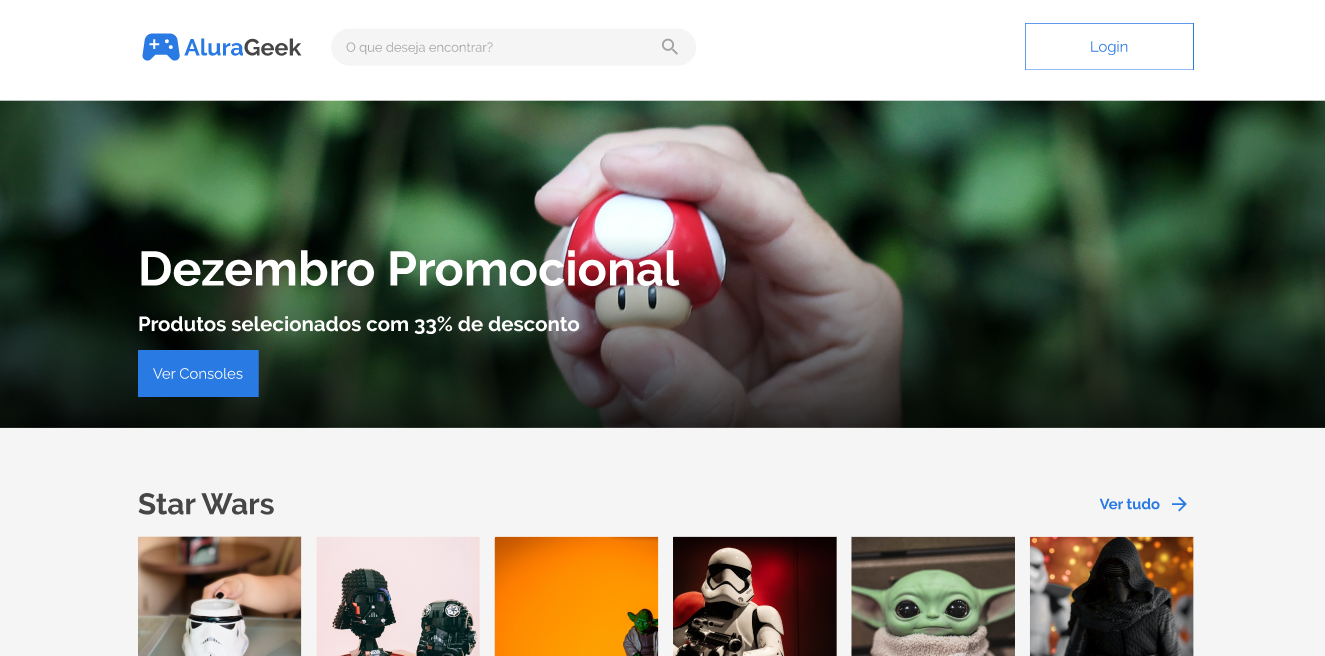 AluraGeek
O que deseja encontrar?
Login
Dezembro Promocional
Produtos selecionados com 33% de desconto
Ver Consoles
Star Wars
Ver tudo